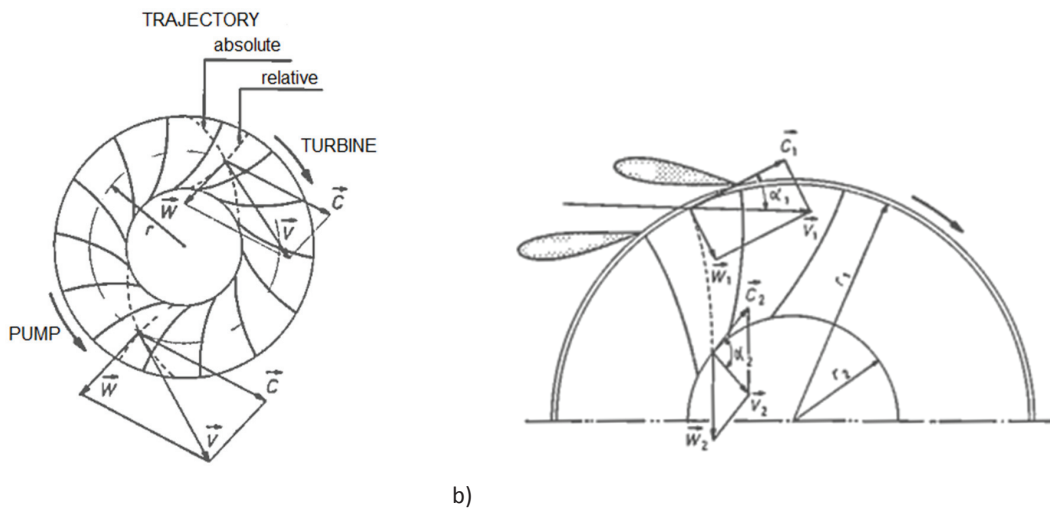 TRAJECTORY
absolute
relative
TURBINE
W
C
V
r
PUMP
W
C
V
C₁
α₁
V₁
W₁
r₁
C₂
α₂
r₂
V₂
W₂
b)